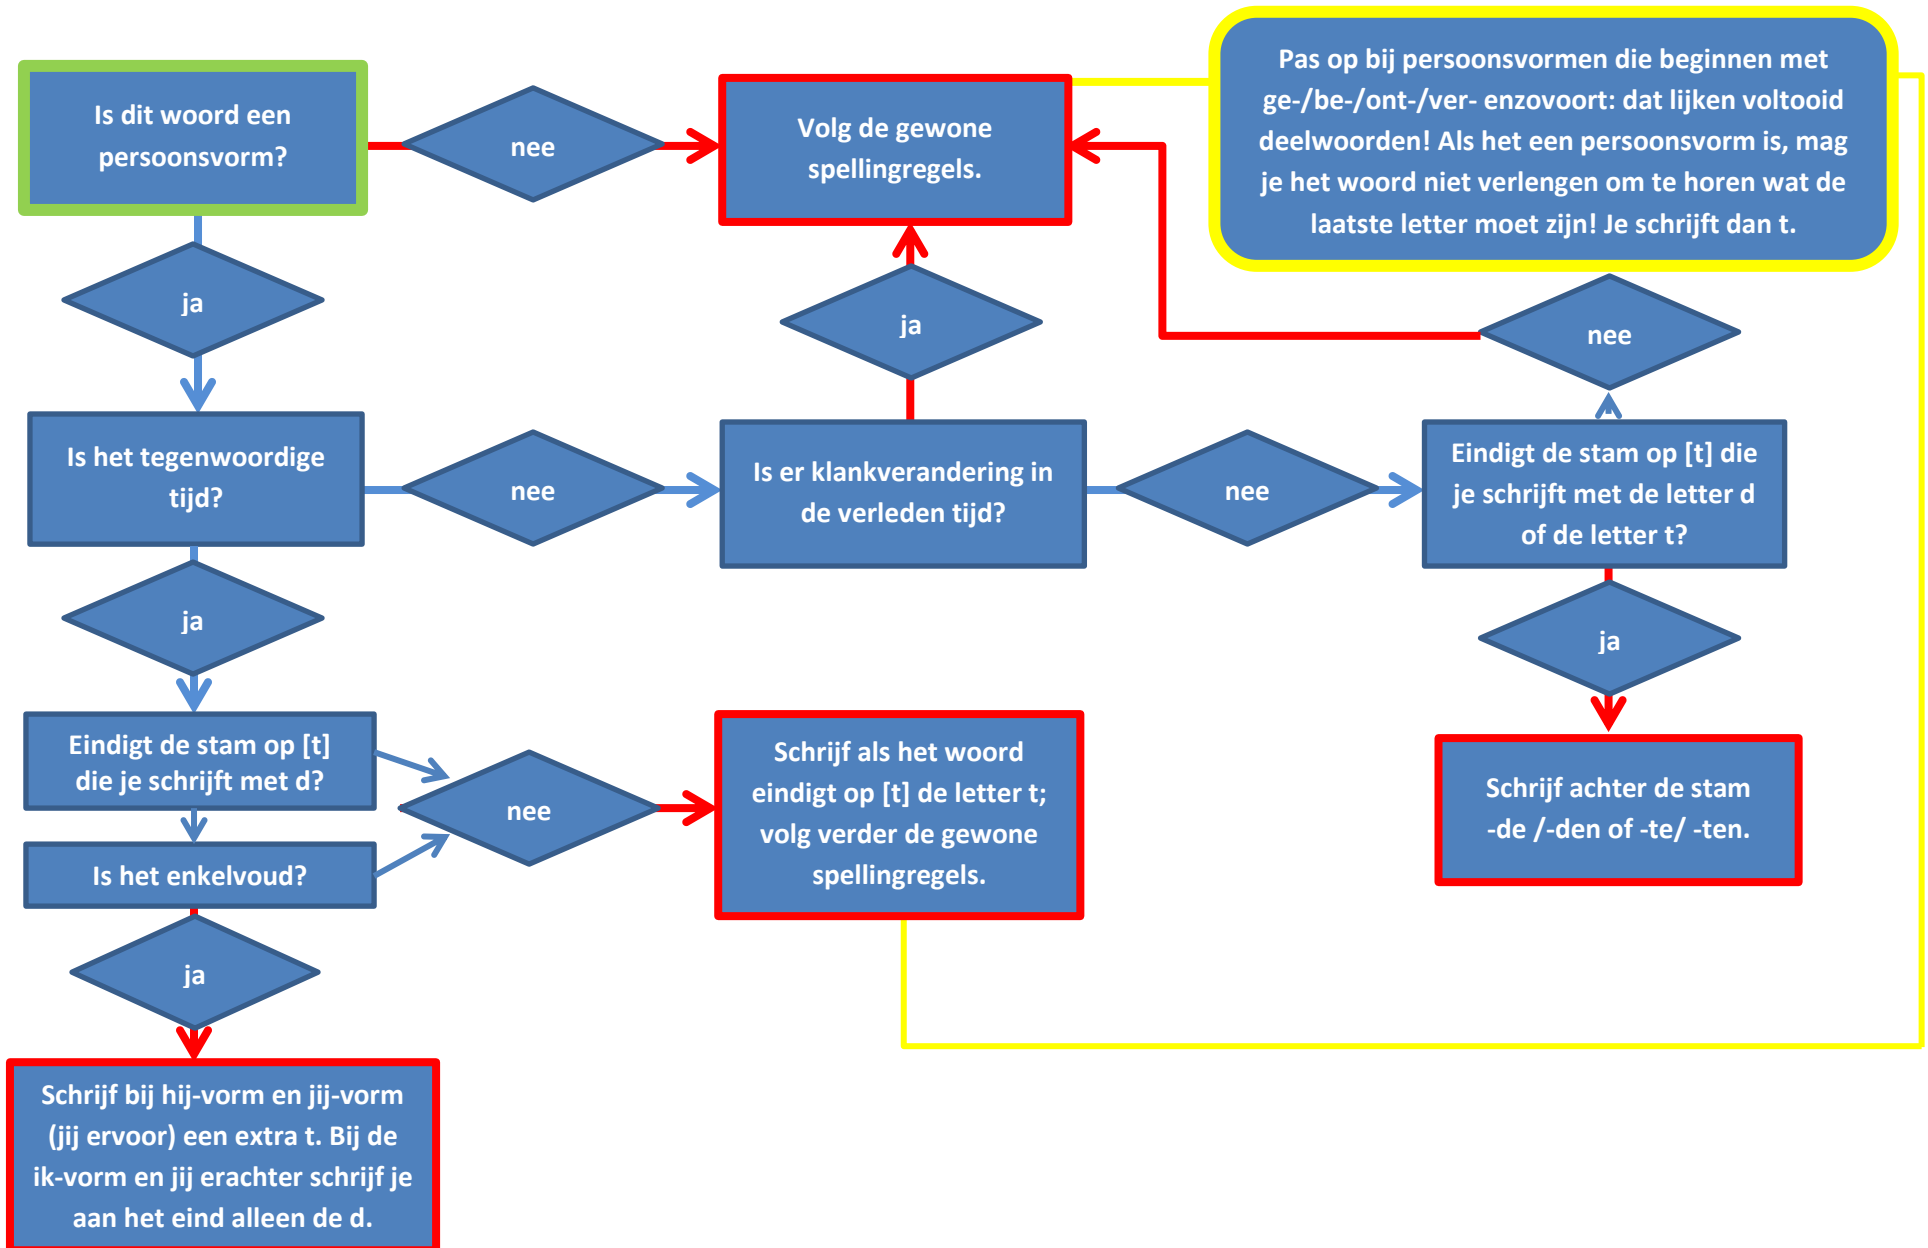 Is dit woord een
persoonsvorm?
nee
Volg de gewone
spellingregels.
Pas op bij persoonsvormen die beginnen met
ge-/be-/ont-/ver- enzovoort: dat lijken voltooid
deelwoorden! Als het een persoonsvorm is, mag
je het woord niet verlengen om te horen wat de
laatste letter moet zijn! Je schrijft dan t.
ja
ja
nee
Is het tegenwoordige
tijd?
nee
Is er klankverandering in
de verleden tijd?
nee
Eindigt de stam op [t] die
je schrijft met de letter d
of de letter t?
ja
ja
Eindigt de stam op [t]
die je schrijft met d?
Is het enkelvoud?
nee
Schrijf als het woord
eindigt op [t] de letter t;
volg verder de gewone
spellingregels.
Schrijf achter de stam
-de /-den of -te/ -ten.
ja
Schrijf bij hij-vorm en jij-vorm
(jij ervoor) een extra t. Bij de
ik-vorm en jij erachter schrijf je
aan het eind alleen de d.